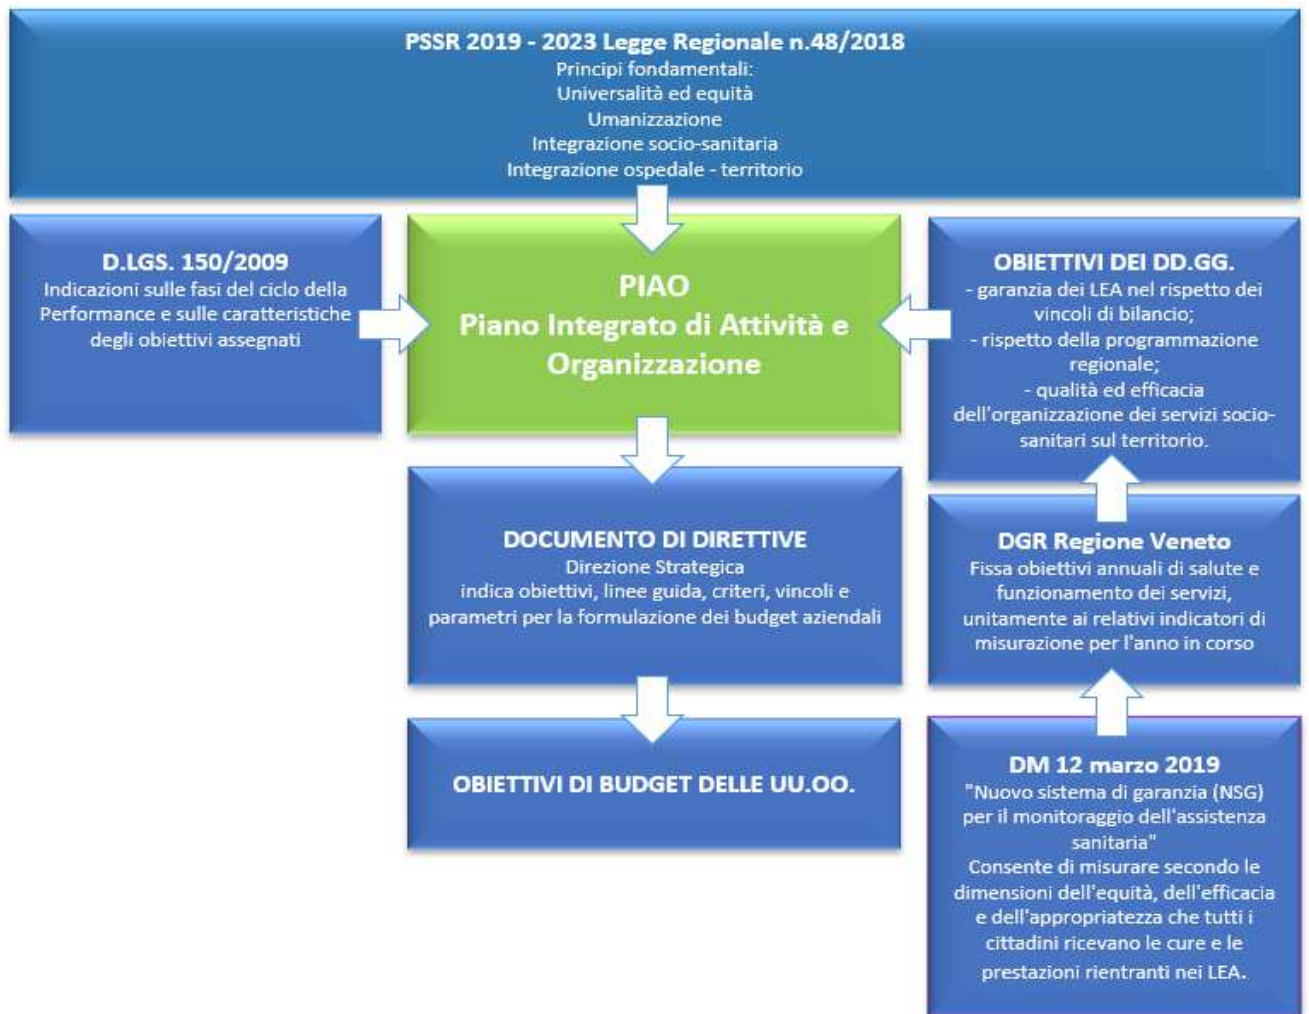 PSSR 2019 - 2023 Legge Regionale n.48/2018
Principi fondamentali:
Universalità ed equità
Umanizzazione
Integrazione socio-sanitaria
Integrazione ospedale - territorio
D.LGS. 150/2009
Indicazioni sulle fasi del ciclo della
Performance e sulle caratteristiche
degli obiettivi assegnati
PIAO
Piano Integrato di Attività e
Organizzazione
OBIETTIVI DEI DD.GG.
- garanzia dei LEA nel rispetto dei
vincoli di bilancio;
- rispetto della programmazione
regionale;
- qualità ed efficacia
dell'organizzazione dei servizi socio-
sanitari sul territorio.
DOCUMENTO DI DIRETTIVE
Direzione Strategica
indica obiettivi, linee guida, criteri, vincoli e
parametri per la formulazione dei budget aziendali
DGR Regione Veneto
Fissa obiettivi annuali di salute e
funzionamento dei servizi,
unitamente ai relativi indicatori di
misurazione per l'anno in corso
OBIETTIVI DI BUDGET DELLE UU.OO.
DM 12 marzo 2019
"Nuovo sistema di garanzia (NSG)
per il monitoraggio dell'assistenza
sanitaria"
Consente di misurare secondo le
dimensioni dell'equità, dell'efficacia
e dell'appropriatezza che tutti i
cittadini ricevano le cure e le
prestazioni rientranti nei LEA.